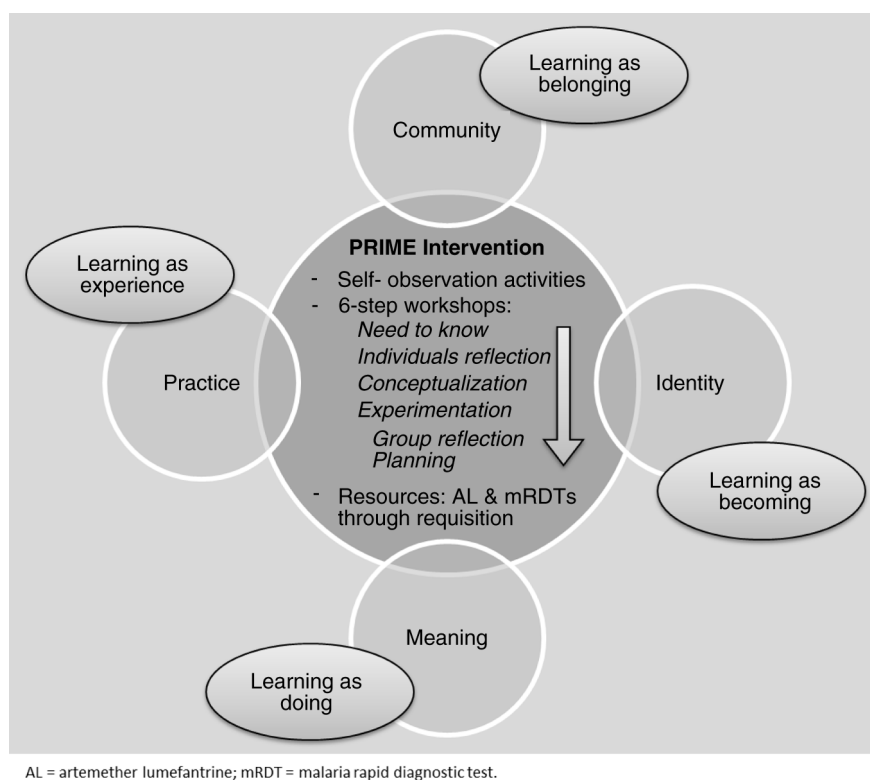 Learning as
belonging
Community
Learning as
experience
Practice
PRIME Intervention
- Self- observation activities
- 6-step workshops:
Need to know
Individuals reflection
Conceptualization
Experimentation
Group reflection
Planning
- Resources: AL & mRDTs
through requisition
Identity
Learning as
becoming
Meaning
Learning as
doing
AL = artemether lumefantrine; mRDT = malaria rapid diagnostic test.